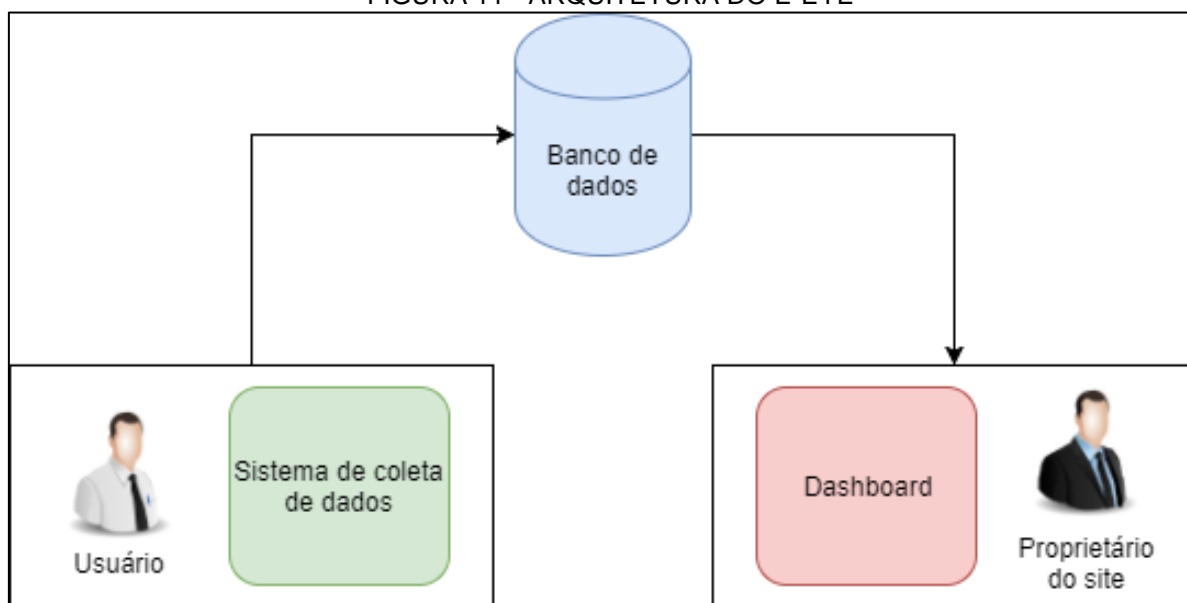 Banco de
dados
Sistema de coleta
de dados
Usuário
Dashboard
Proprietário
do site